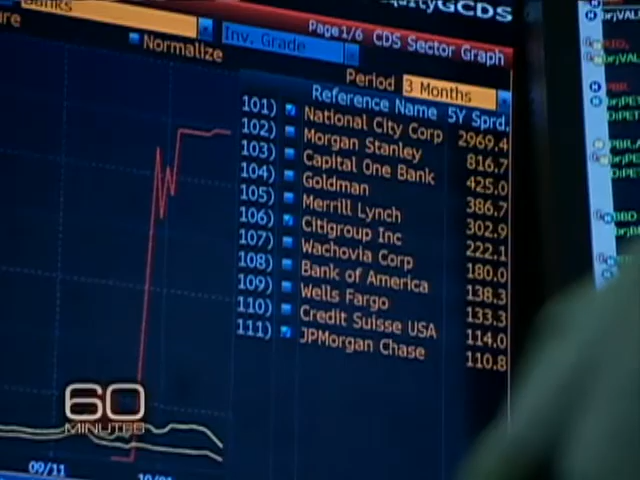 Banks
GCDS
Inv. Grade
Page1/6 CDS Sector Graph
Normalize
Period 3 Months
Reference Name 5Y Sprd.
101) National City Corp 2969.4
102) Morgan Stanley 816.7
103) Capital One Bank 425.0
104) Goldman 386.7
105) Merrill Lynch 302.9
106) Citigroup Inc 222.1
107) Wachovia Corp 180.0
108) Bank of America 138.3
109) Wells Fargo 133.3
110) Credit Suisse USA 114.0
111) JPMorgan Chase 110.8
60
MINUTES
09/11